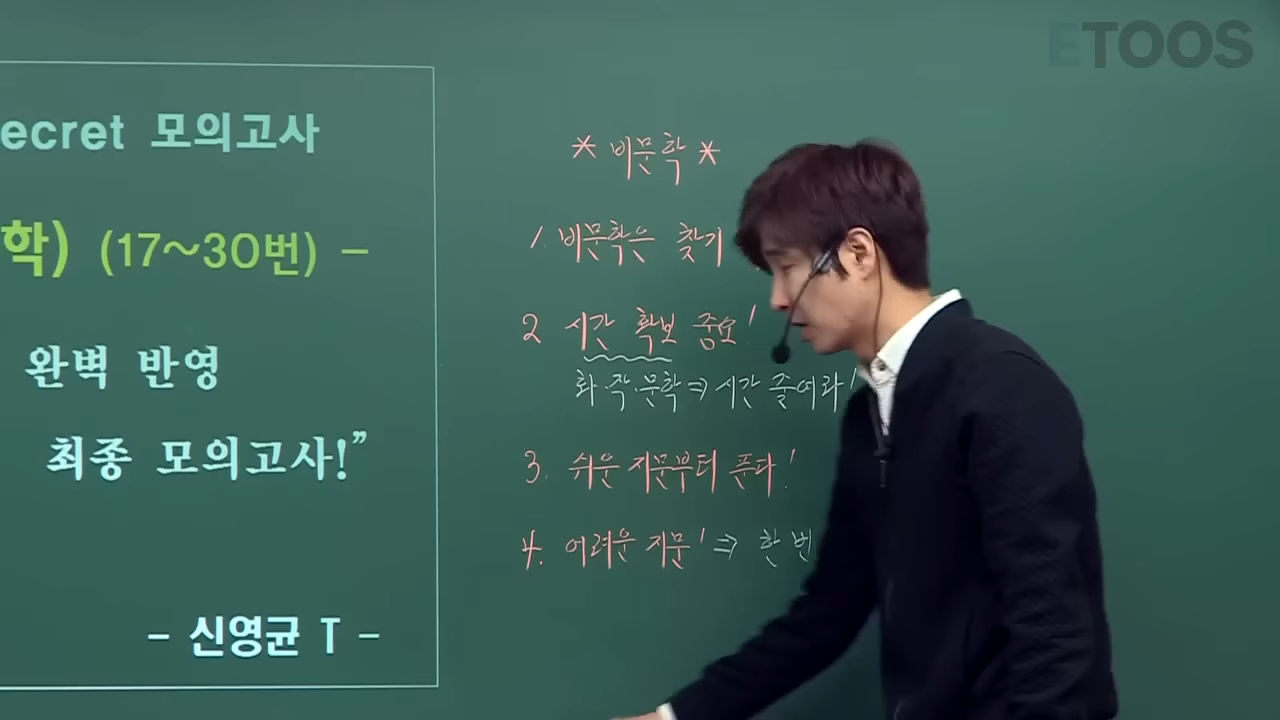 ETOOS
ecret 모의고사
학) (17~30번) –
완벽 반영
최종 모의고사!”
– 신영균 T –
* 비문학 *
1. 비문학은 찾기
2 시간 확보 중요!
화·작·문학⇒시간 줄여라!
3. 쉬운 지문부터 푼다!
4. 어려운 지문! ⇒ 한 번